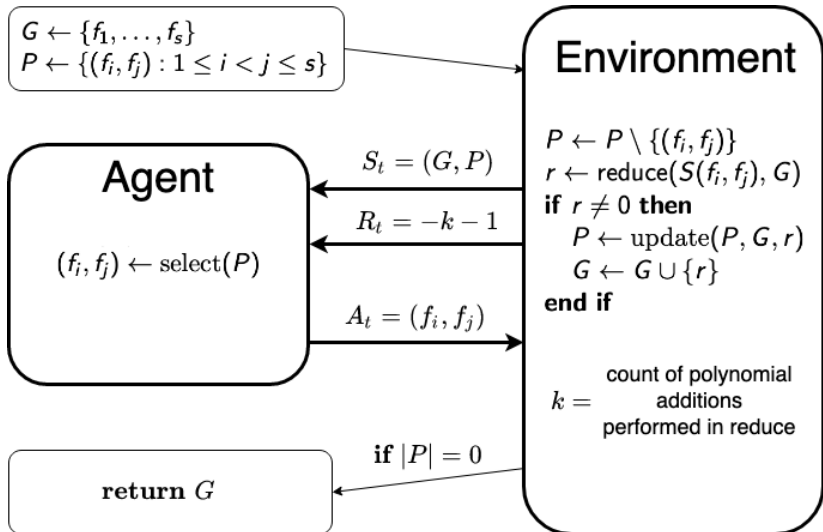 G ← {f₁, . . . , fₛ}
P ← {(fᵢ, fⱼ) : 1 ≤ i < j ≤ s}
Environment
P ← P \ {(fᵢ, fⱼ)}
r ← reduce(S(fᵢ, fⱼ), G)
if r ≠ 0 then
P ← update(P, G, r)
G ← G ∪ {r}
end if
k = count of polynomial
additions
performed in reduce
Agent
(fᵢ, fⱼ) ← select(P)
Sₜ = (G, P)
Rₜ = −k − 1
Aₜ = (fᵢ, fⱼ)
if |P| = 0
return G